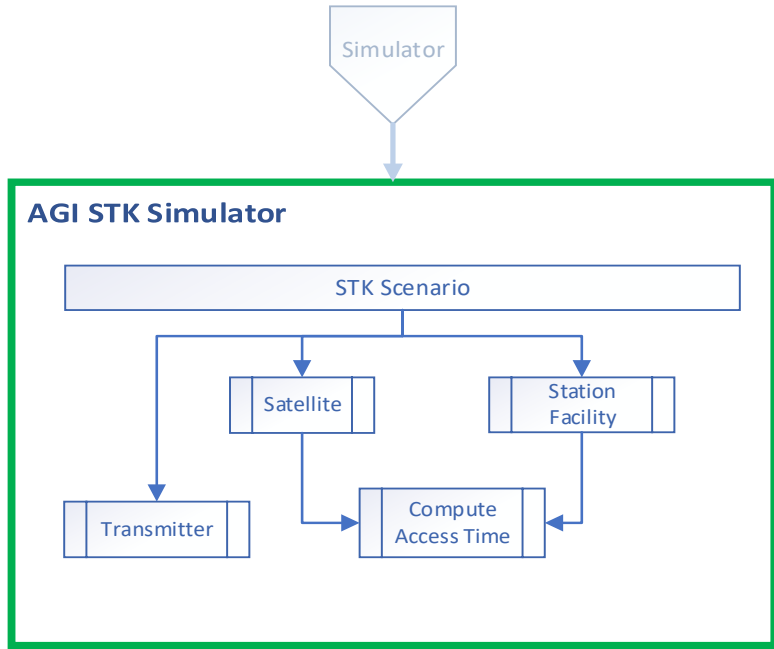 Simulator
AGI STK Simulator
STK Scenario
Satellite
Station
Facility
Transmitter
Compute
Access Time